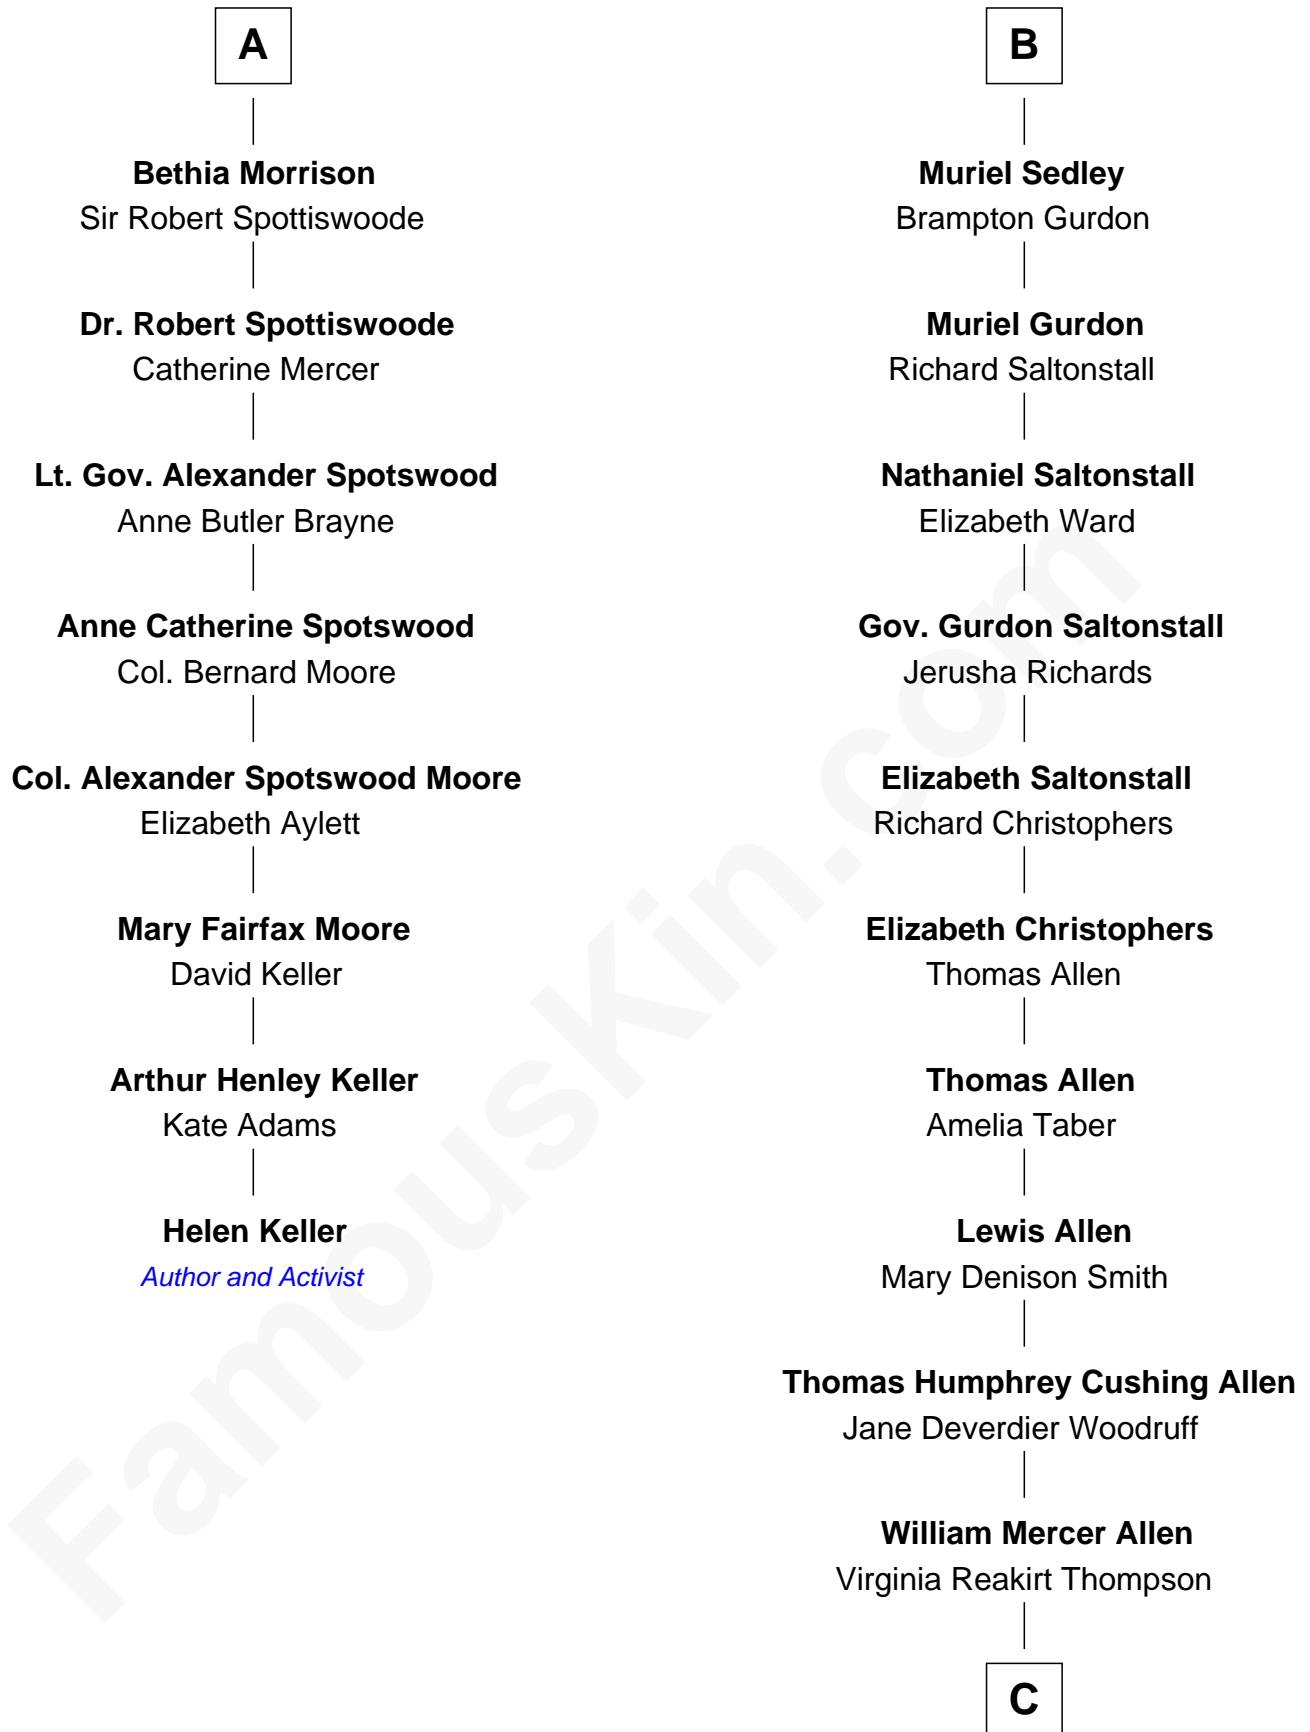 A
Bethia Morrison
Sir Robert Spottiswoode
Dr. Robert Spottiswoode
Catherine Mercer
Lt. Gov. Alexander Spotswood
Anne Butler Brayne
Anne Catherine Spotswood
Col. Bernard Moore
Col. Alexander Spotswood Moore
Elizabeth Aylett
Mary Fairfax Moore
David Keller
Arthur Henley Keller
Kate Adams
Helen Keller
Author and Activist
B
Muriel Sedley
Brampton Gurdon
Muriel Gurdon
Richard Saltonstall
Nathaniel Saltonstall
Elizabeth Ward
Gov. Gurdon Saltonstall
Jerusha Richards
Elizabeth Saltonstall
Richard Christophers
Elizabeth Christophers
Thomas Allen
Thomas Allen
Amelia Taber
Lewis Allen
Mary Denison Smith
Thomas Humphrey Cushing Allen
Jane Deverdier Woodruff
William Mercer Allen
Virginia Reakirt Thompson
C
FamousKin.com